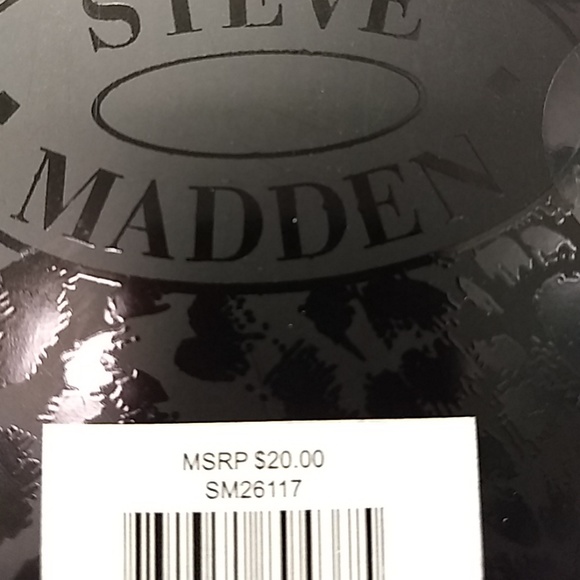 STEVE
MADDEN
MSRP $20.00
SM26117